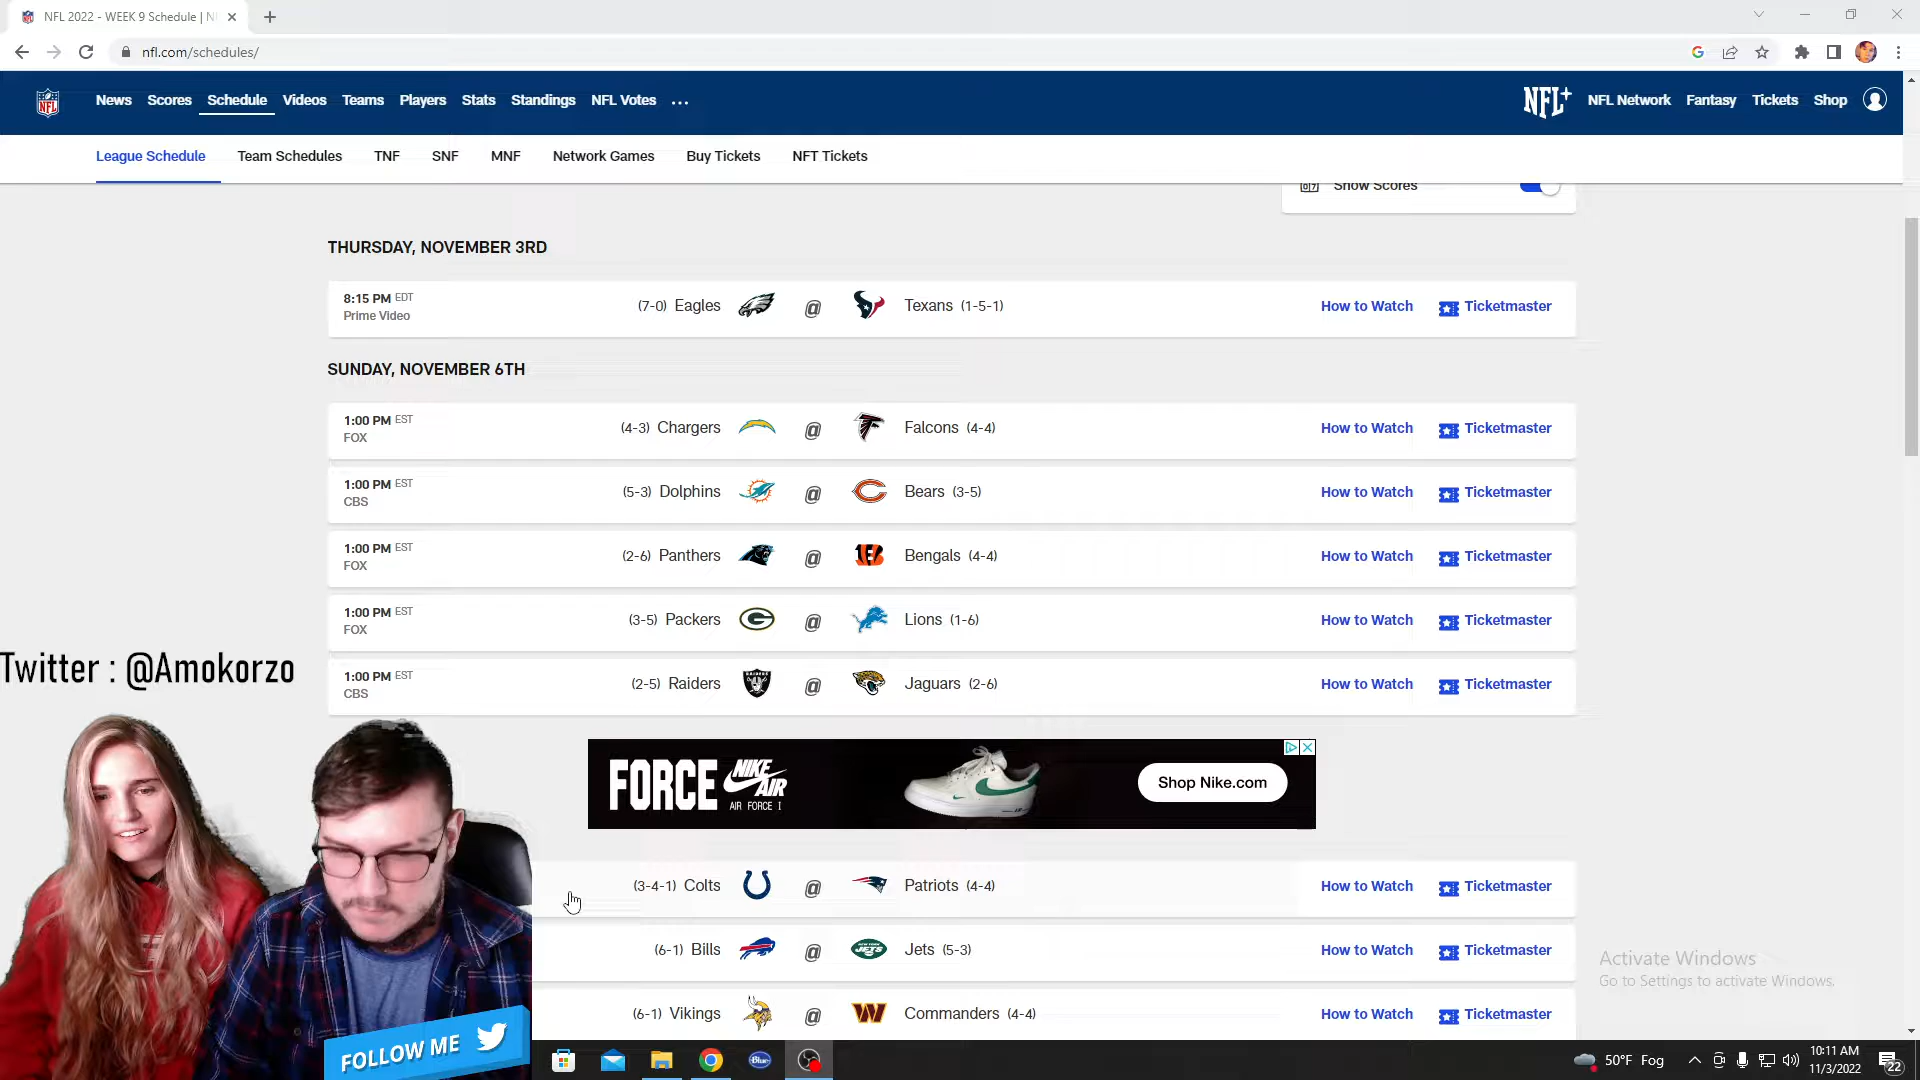 NFL 2022 - WEEK 9 Schedule | N
nfl.com/schedules/
NFL News Scores Schedule Videos Teams Players Stats Standings NFL Votes ... NFL+ NFL Network Fantasy Tickets Shop
League Schedule Team Schedules TNF SNF MNF Network Games Buy Tickets NFT Tickets
Show Scores
THURSDAY, NOVEMBER 3RD
8:15 PM EDT
Prime Video
(7-0) Eagles @ Texans (1-5-1) How to Watch Ticketmaster
SUNDAY, NOVEMBER 6TH
1:00 PM EST
FOX
(4-3) Chargers @ Falcons (4-4) How to Watch Ticketmaster
1:00 PM EST
CBS
(5-3) Dolphins @ Bears (3-5) How to Watch Ticketmaster
1:00 PM EST
FOX
(2-6) Panthers @ Bengals (4-4) How to Watch Ticketmaster
1:00 PM EST
FOX
(3-5) Packers @ Lions (1-6) How to Watch Ticketmaster
1:00 PM EST
CBS
(2-5) Raiders @ Jaguars (2-6) How to Watch Ticketmaster
Twitter : @Amokorzo
FORCE NIKE AIR
AIR FORCE 1
Shop Nike.com
(3-4-1) Colts @ Patriots (4-4) How to Watch Ticketmaster
(6-1) Bills @ JETS Jets (5-3) How to Watch Ticketmaster
(6-1) Vikings @ Commanders (4-4) How to Watch Ticketmaster
Activate Windows
Go to Settings to activate Windows.
FOLLOW ME
Blue
50°F Fog
10:11 AM
11/3/2022
22